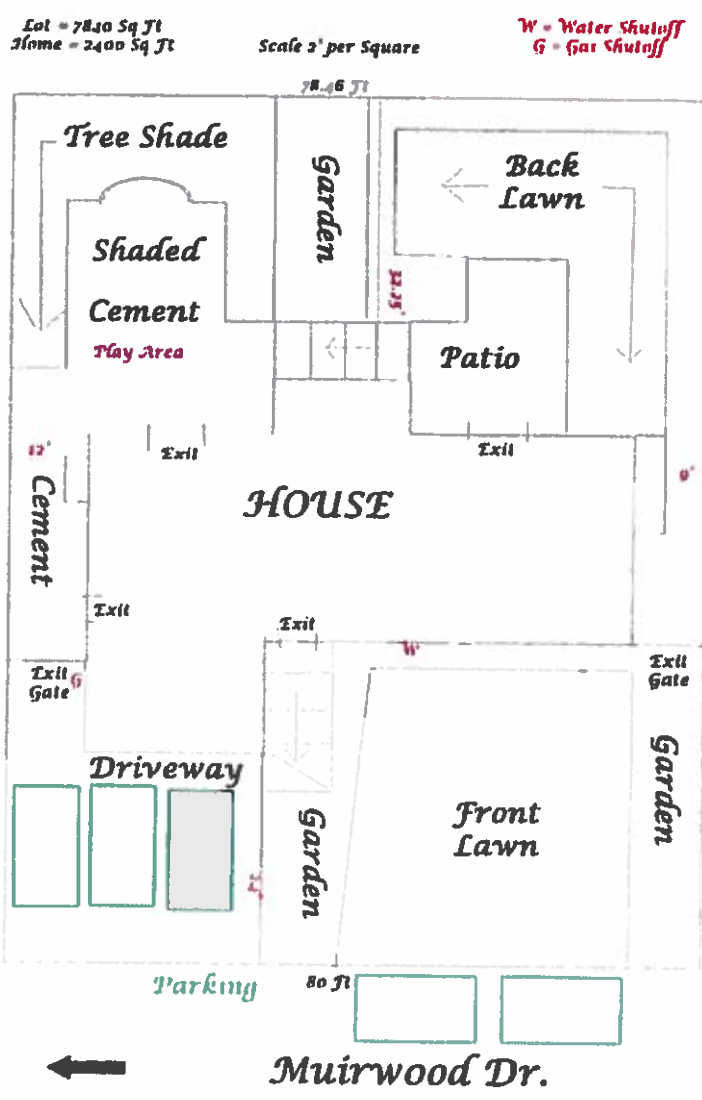 Lot = 7840 Sq Ft
Home = 2400 Sq Ft
Scale 2' per Square
W = Water Shutoff
G = Gas Shutoff
78.46 Ft
Tree Shade
Garden
Back
Lawn
Shaded
Cement
Play Area
Patio
Exit
Exit
12'
9'
Cement
HOUSE
Exit
Exit
W
Exit
Gate
G
Exit
Gate
Driveway
Garden
Front
Lawn
Garden
Parking
80 Ft
Muirwood Dr.